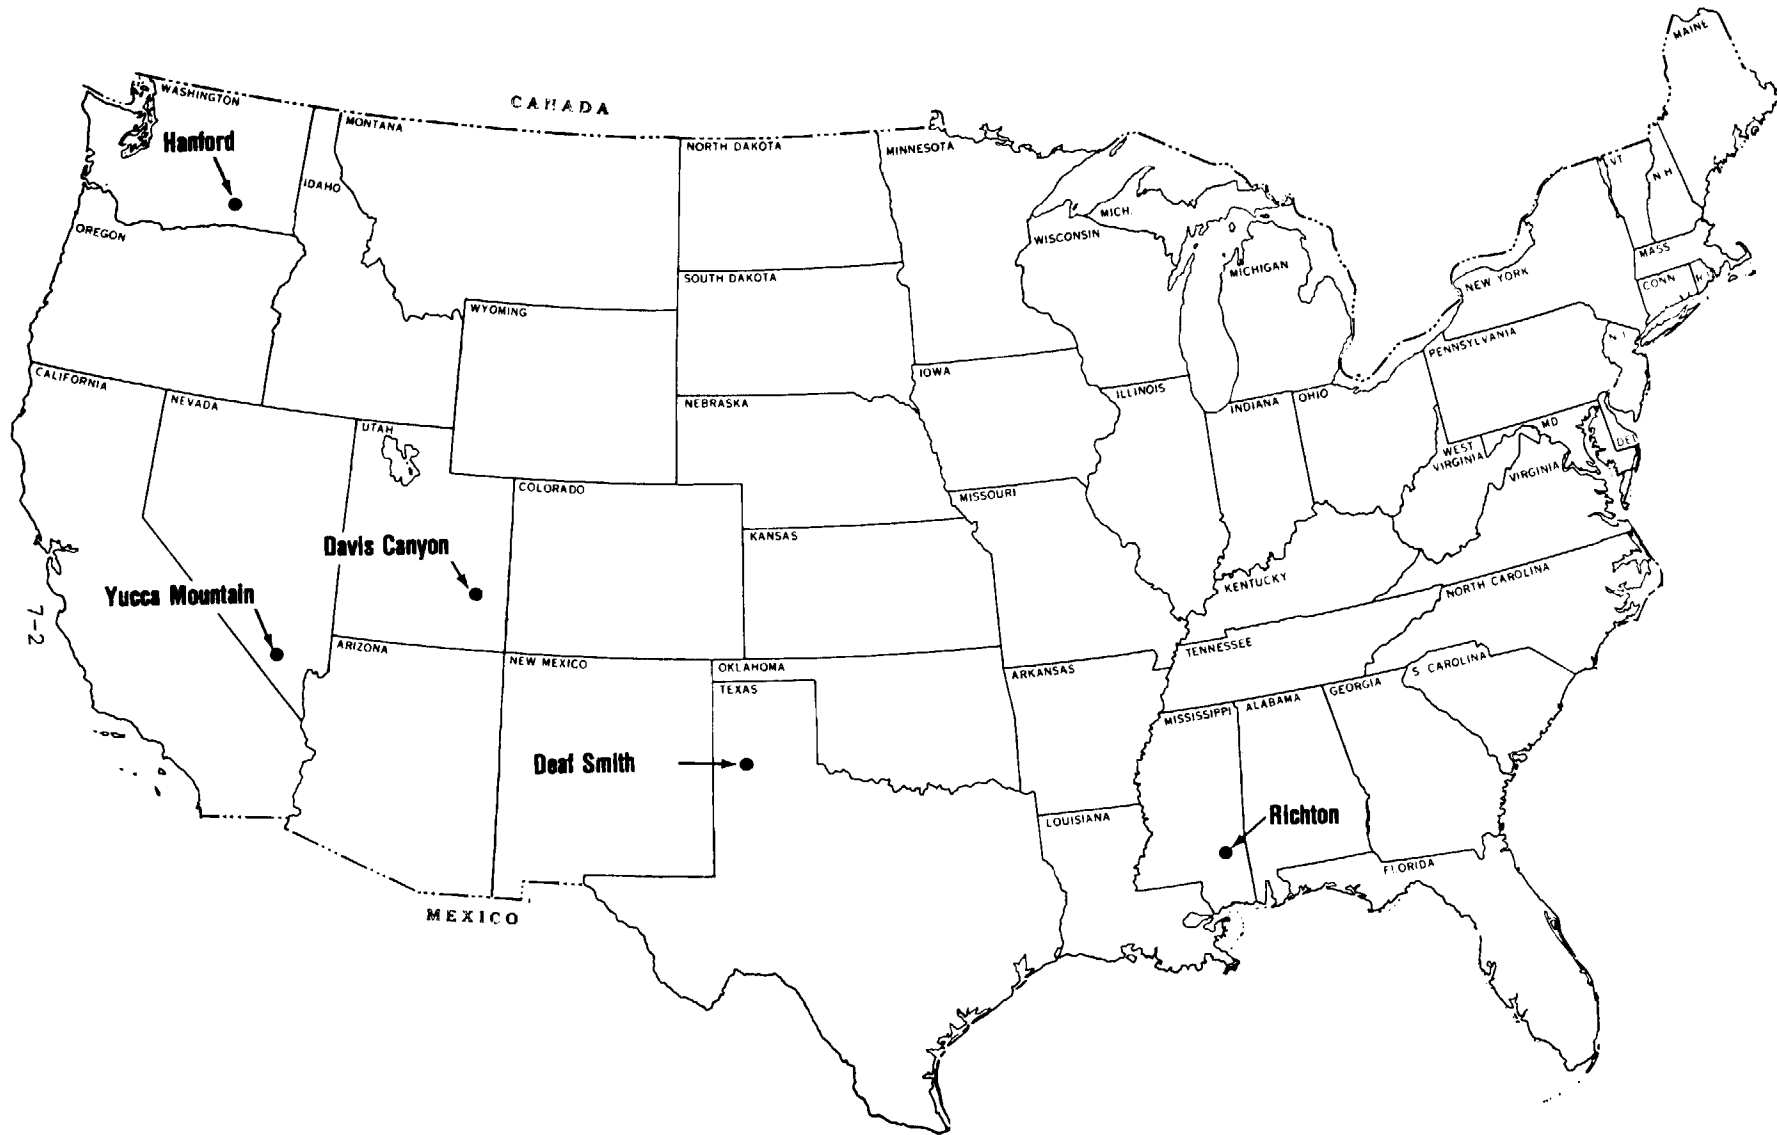 MAINE
WASHINGTON
CANADA
MONTANA
Hanford
NORTH DAKOTA
MINNESOTA
VT
N H
IDAHO
MICH.
OREGON
WISCONSIN
MASS
MICHIGAN
SOUTH DAKOTA
NEW YORK
CONN
R I
WYOMING
N J
PENNSYLVANIA
CALIFORNIA
IOWA
ILLINOIS
NEVADA
NEBRASKA
INDIANA
OHIO
UTAH
MD
DEL
WEST
VIRGINIA
VIRGINIA
COLORADO
MISSOURI
Davis Canyon
KANSAS
Yucca Mountain
KENTUCKY
NORTH CAROLINA
7-2
ARIZONA
TENNESSEE
NEW MEXICO
OKLAHOMA
ARKANSAS
S CAROLINA
TEXAS
GEORGIA
MISSISSIPPI
ALABAMA
Deaf Smith
LOUISIANA
Richton
FLORIDA
MEXICO